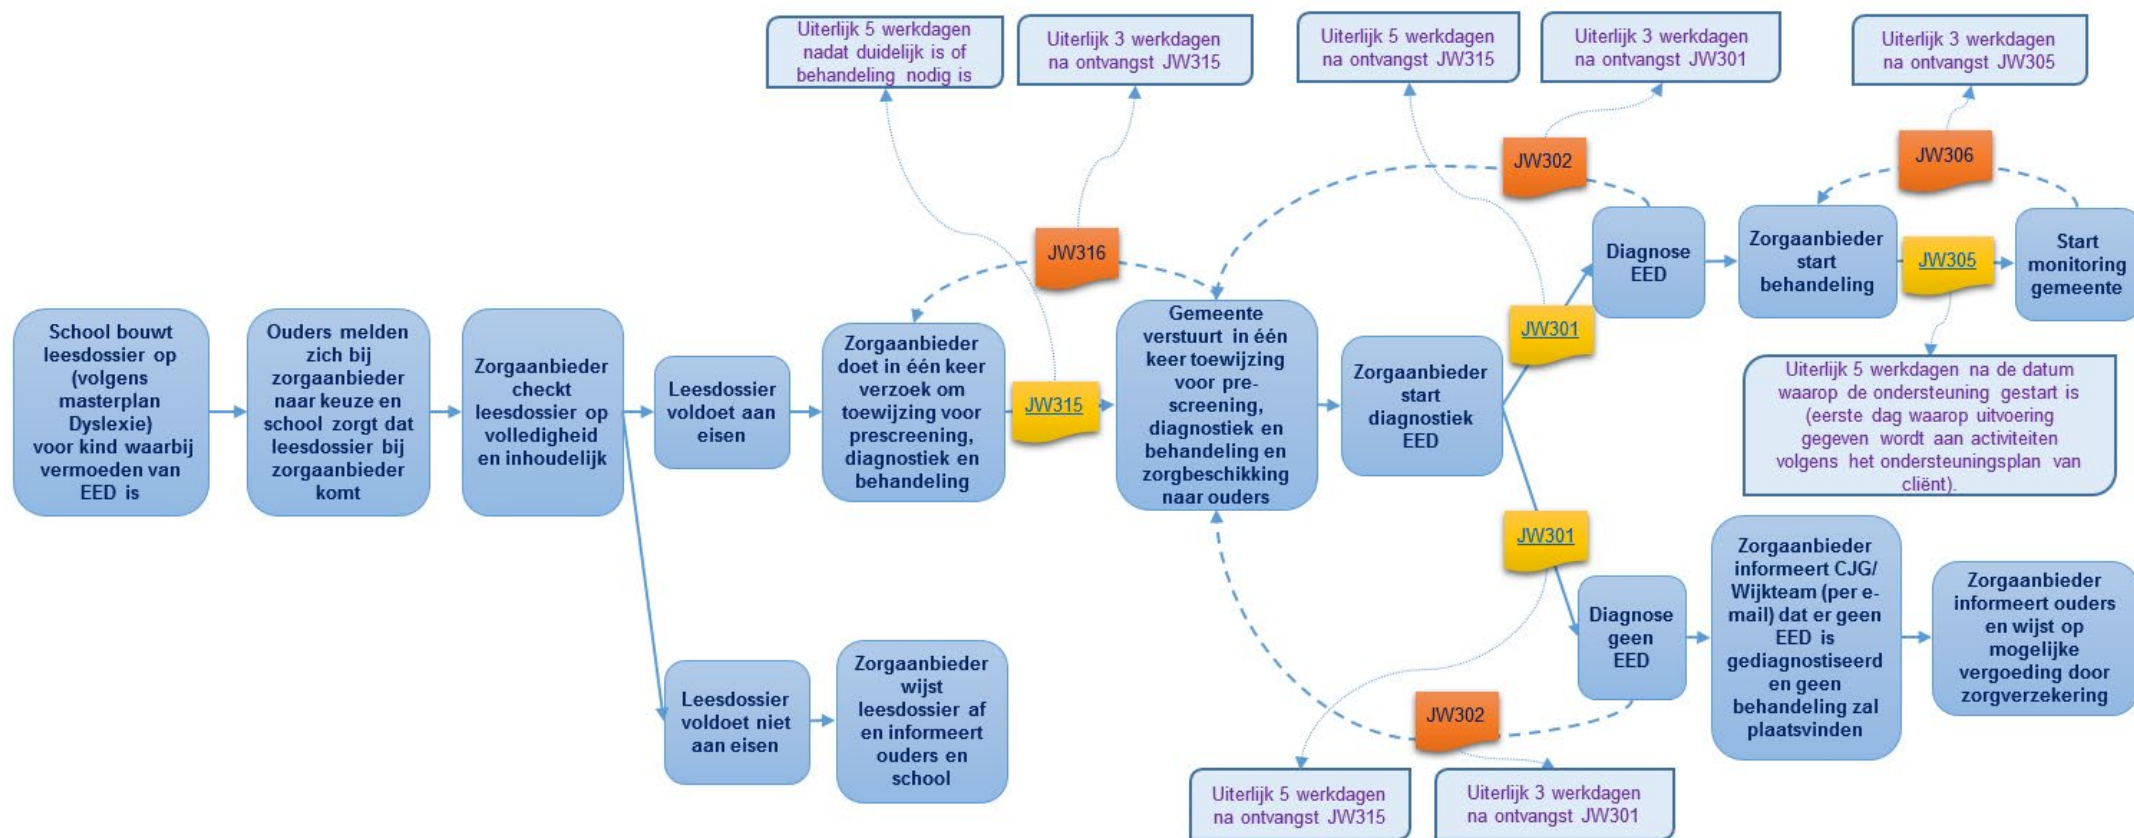 Uiterlijk 5 werkdagen
nadat duidelijk is of
behandeling nodig is
Uiterlijk 3 werkdagen
na ontvangst JW315
Uiterlijk 5 werkdagen
na ontvangst JW315
Uiterlijk 3 werkdagen
na ontvangst JW301
Uiterlijk 3 werkdagen
na ontvangst JW305
JW316
JW302
JW306
School bouwt
leesdossier op
(volgens
masterplan
Dyslexie)
voor kind waarbij
vermoeden van
EED is
Ouders melden
zich bij
zorgaanbieder
naar keuze en
school zorgt dat
leesdossier bij
zorgaanbieder
komt
Zorgaanbieder
checkt
leesdossier op
volledigheid
en inhoudelijk
Leesdossier
voldoet aan
eisen
Zorgaanbieder
doet in één keer
verzoek om
toewijzing voor
prescreening,
diagnostiek en
behandeling
JW315
Gemeente
verstuurt in één
keer toewijzing
voor pre-
screening,
diagnostiek en
behandeling en
zorgbeschikking
naar ouders
Zorgaanbieder
start
diagnostiek
EED
JW301
Diagnose
EED
Zorgaanbieder
start
behandeling
JW305
Start
monitoring
gemeente
Uiterlijk 5 werkdagen na de datum
waarop de ondersteuning gestart is
(eerste dag waarop uitvoering
gegeven wordt aan activiteiten
volgens het ondersteuningsplan van
cliënt).
Leesdossier
voldoet niet
aan eisen
Zorgaanbieder
wijst
leesdossier af
en informeert
ouders en
school
JW301
Diagnose
geen
EED
Zorgaanbieder
informeert CJG/
Wijkteam (per e-
mail) dat er geen
EED is
gediagnostiseerd
en geen
behandeling zal
plaatsvinden
Zorgaanbieder
informeert ouders
en wijst op
mogelijke
vergoeding door
zorgverzekering
JW302
Uiterlijk 5 werkdagen
na ontvangst JW315
Uiterlijk 3 werkdagen
na ontvangst JW301